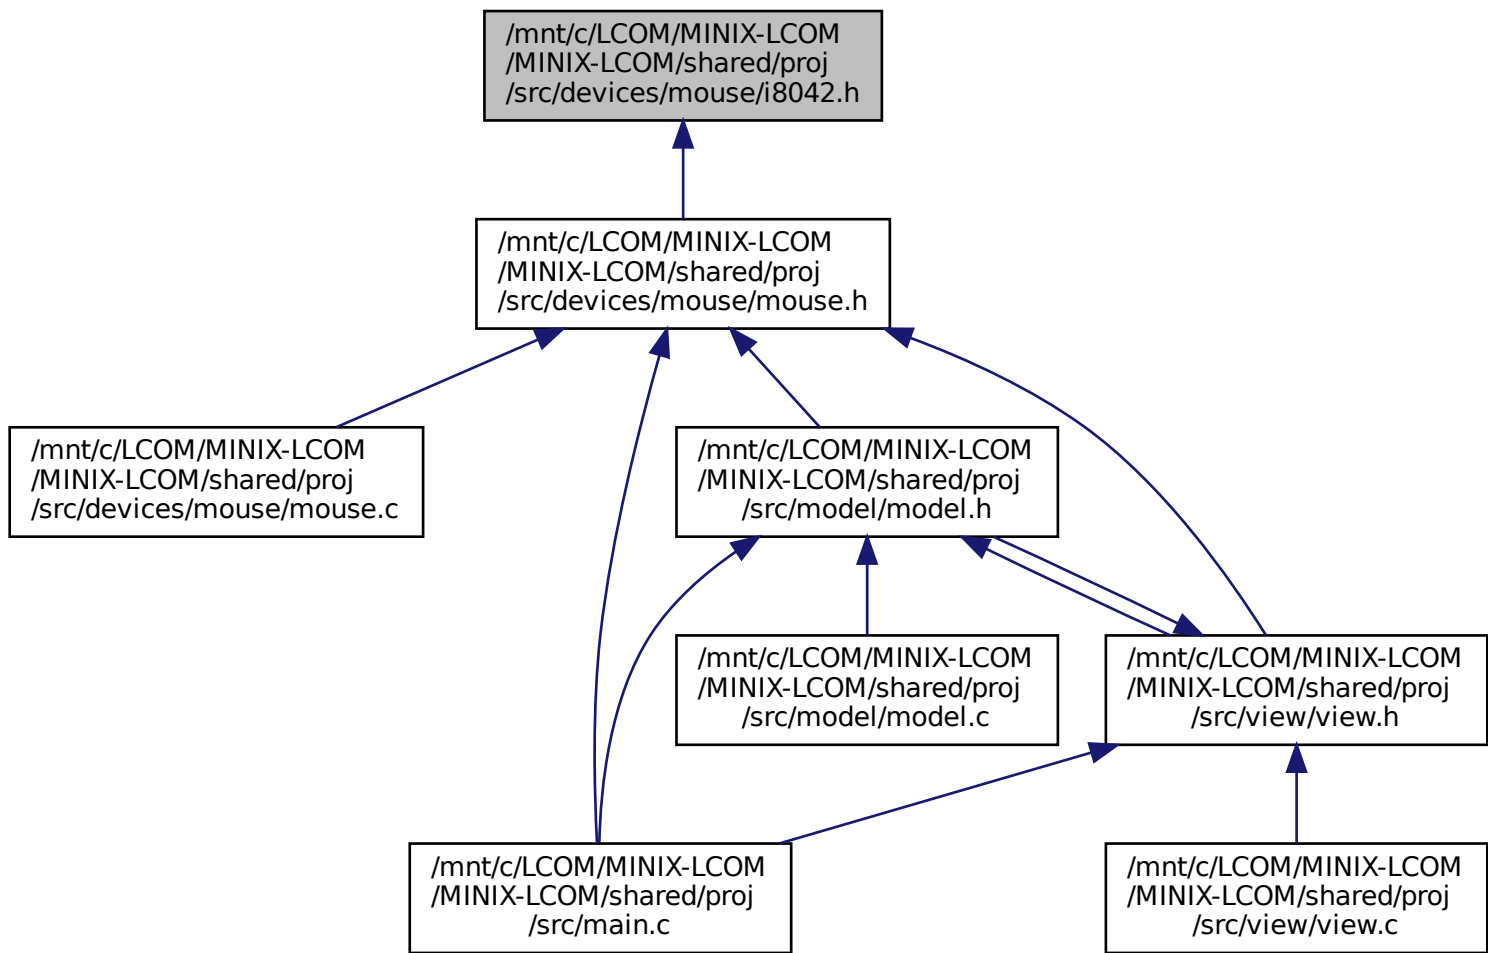 /mnt/c/LCOM/MINIX-LCOM
/MINIX-LCOM/shared/proj
/src/devices/mouse/i8042.h
/mnt/c/LCOM/MINIX-LCOM
/MINIX-LCOM/shared/proj
/src/devices/mouse/mouse.h
/mnt/c/LCOM/MINIX-LCOM
/MINIX-LCOM/shared/proj
/src/devices/mouse/mouse.c
/mnt/c/LCOM/MINIX-LCOM
/MINIX-LCOM/shared/proj
/src/model/model.h
/mnt/c/LCOM/MINIX-LCOM
/MINIX-LCOM/shared/proj
/src/model/model.c
/mnt/c/LCOM/MINIX-LCOM
/MINIX-LCOM/shared/proj
/src/view/view.h
/mnt/c/LCOM/MINIX-LCOM
/MINIX-LCOM/shared/proj
/src/main.c
/mnt/c/LCOM/MINIX-LCOM
/MINIX-LCOM/shared/proj
/src/view/view.c